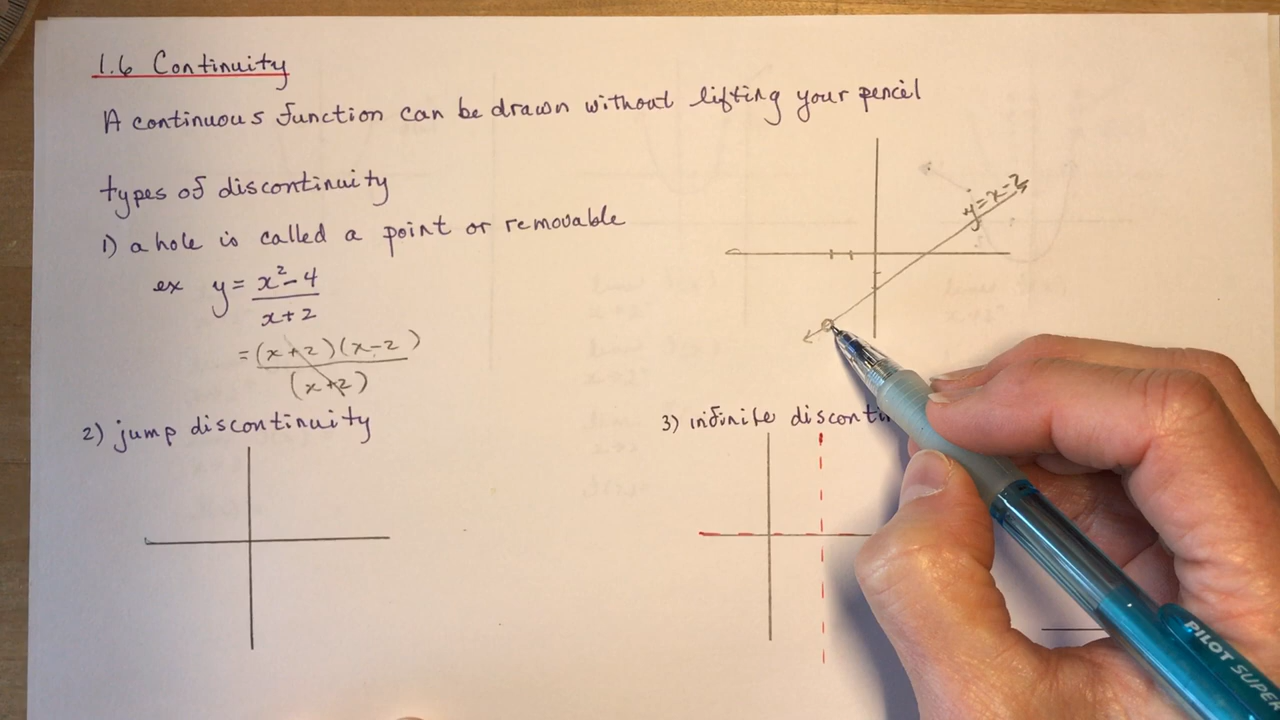 1.6 Continuity
A continuous function can be drawn without lifting your pencil
types of discontinuity
1) a hole is called a point or removable
ex y = x² - 4
x + 2
= (x + 2)(x - 2)
(x + 2)
y = x - 2
2) jump discontinuity
3) infinite
PILOT SUPER